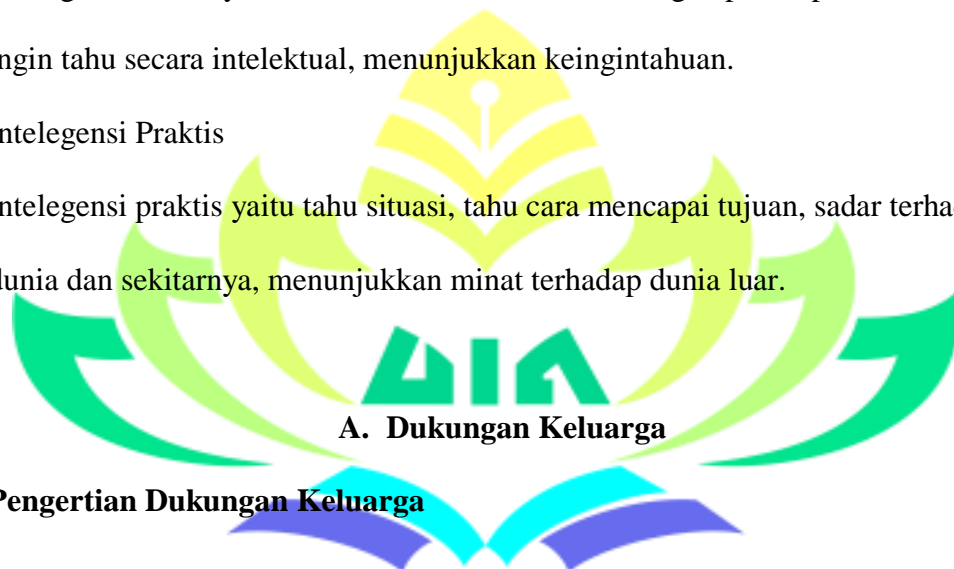 ngin tahu secara intelektual, menunjukkan keingintahuan.
ntelegensi Praktis
ntelegensi praktis yaitu tahu situasi, tahu cara mencapai tujuan, sadar terha
dunia dan sekitarnya, menunjukkan minat terhadap dunia luar.
UIN
A. Dukungan Keluarga
Pengertian Dukungan Keluarga